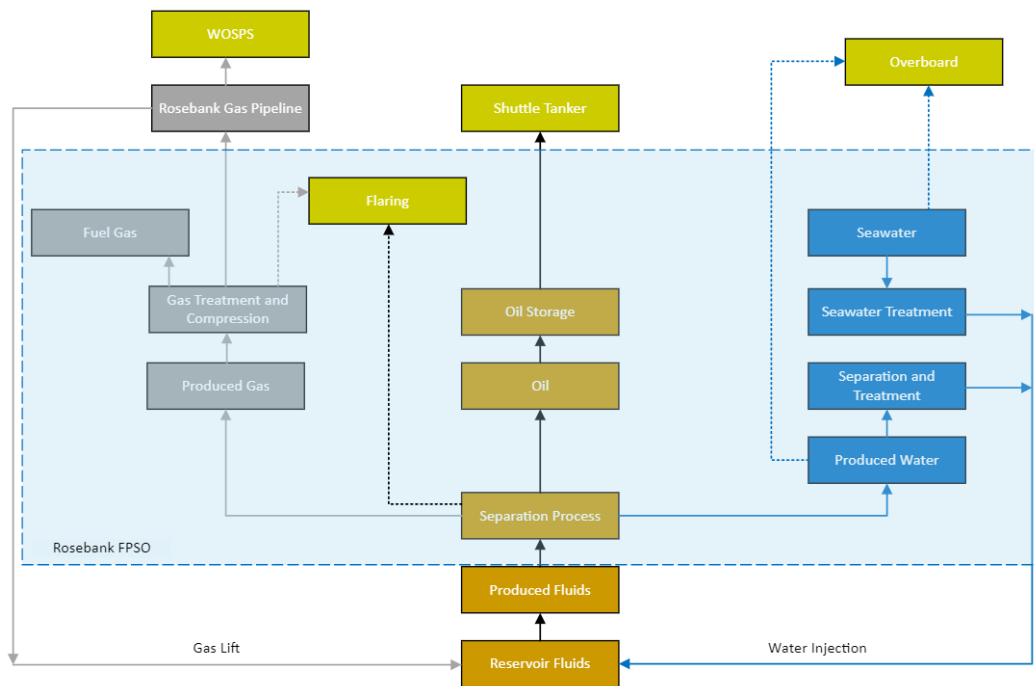 WOSPS
Overboard
Rosebank Gas Pipeline
Shuttle Tanker
Flaring
Fuel Gas
Seawater
Gas Treatment and
Compression
Oil Storage
Seawater Treatment
Produced Gas
Oil
Separation and
Treatment
Produced Water
Separation Process
Rosebank FPSO
Produced Fluids
Gas Lift
Reservoir Fluids
Water Injection